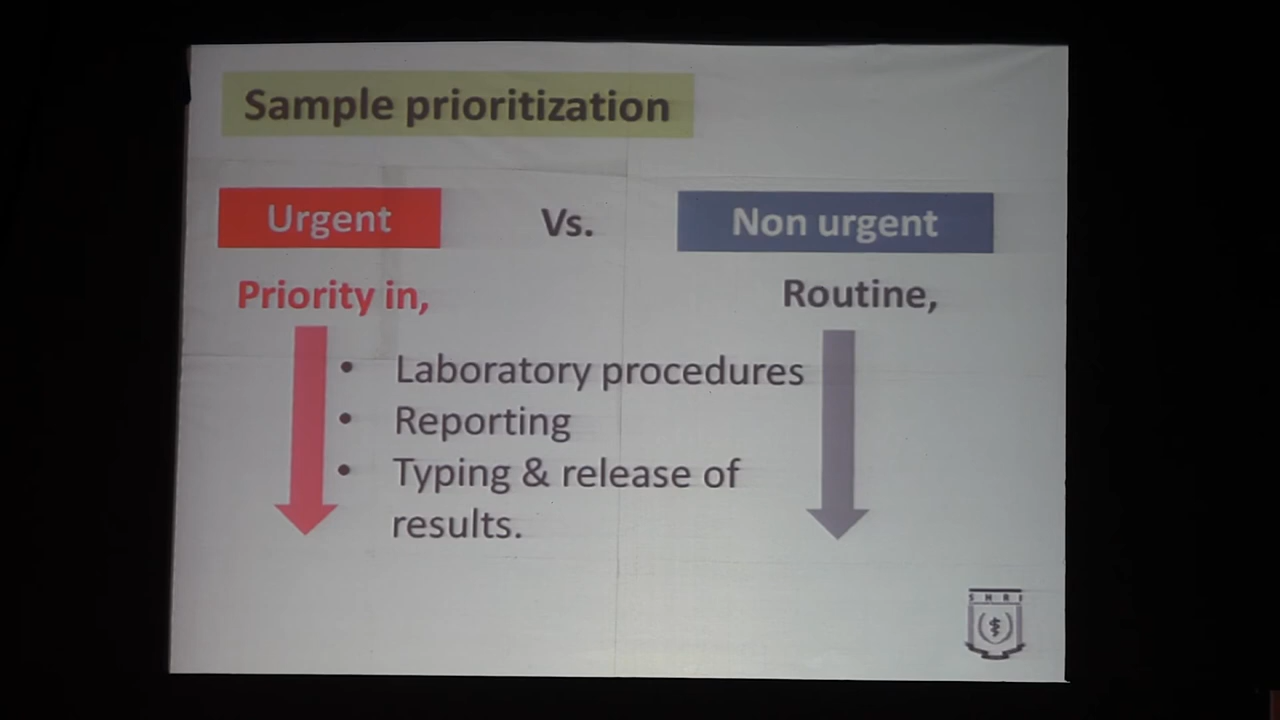 Sample prioritization
Urgent
Vs.
Non urgent
Priority in,
Routine,
• Laboratory procedures
• Reporting
• Typing & release of
results.
S H R I